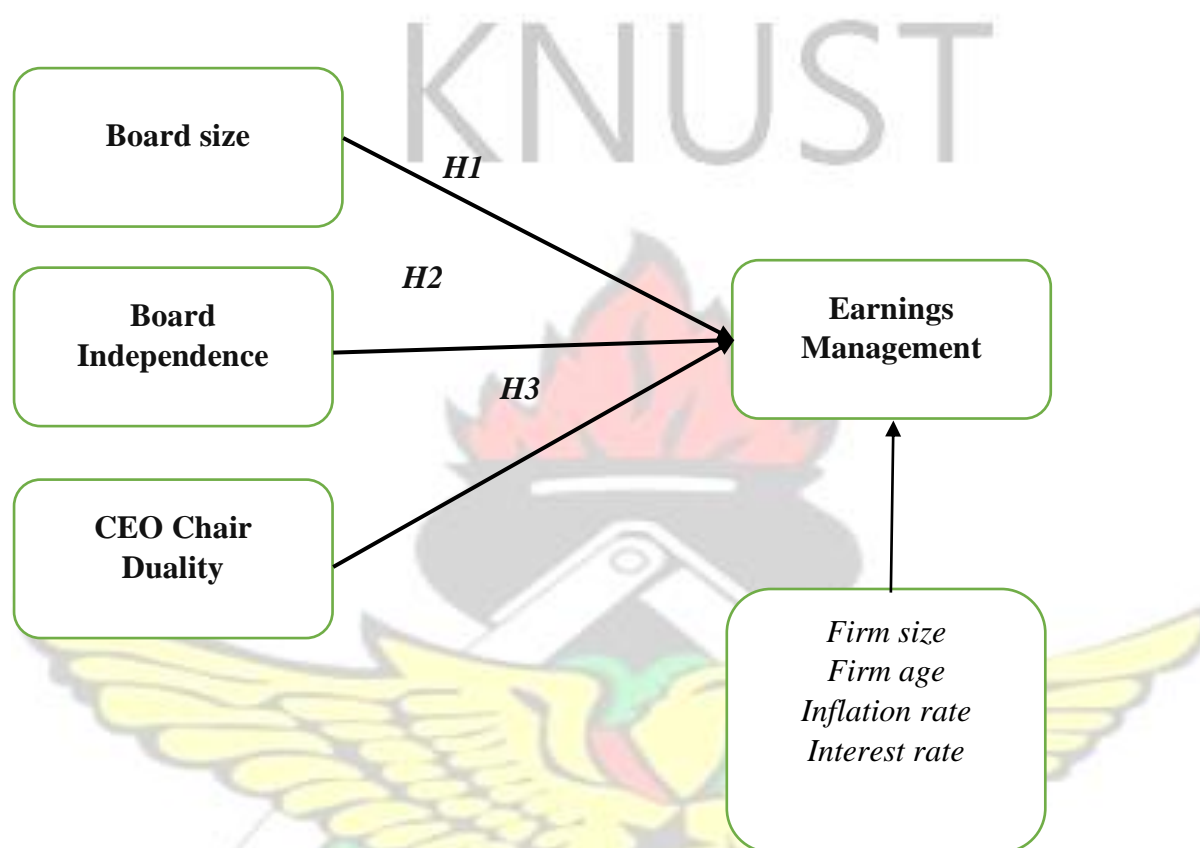 KNUST
Board size
H1
H2
Board
Independence
Earnings
Management
H3
CEO Chair
Duality
Firm size
Firm age
Inflation rate
Interest rate